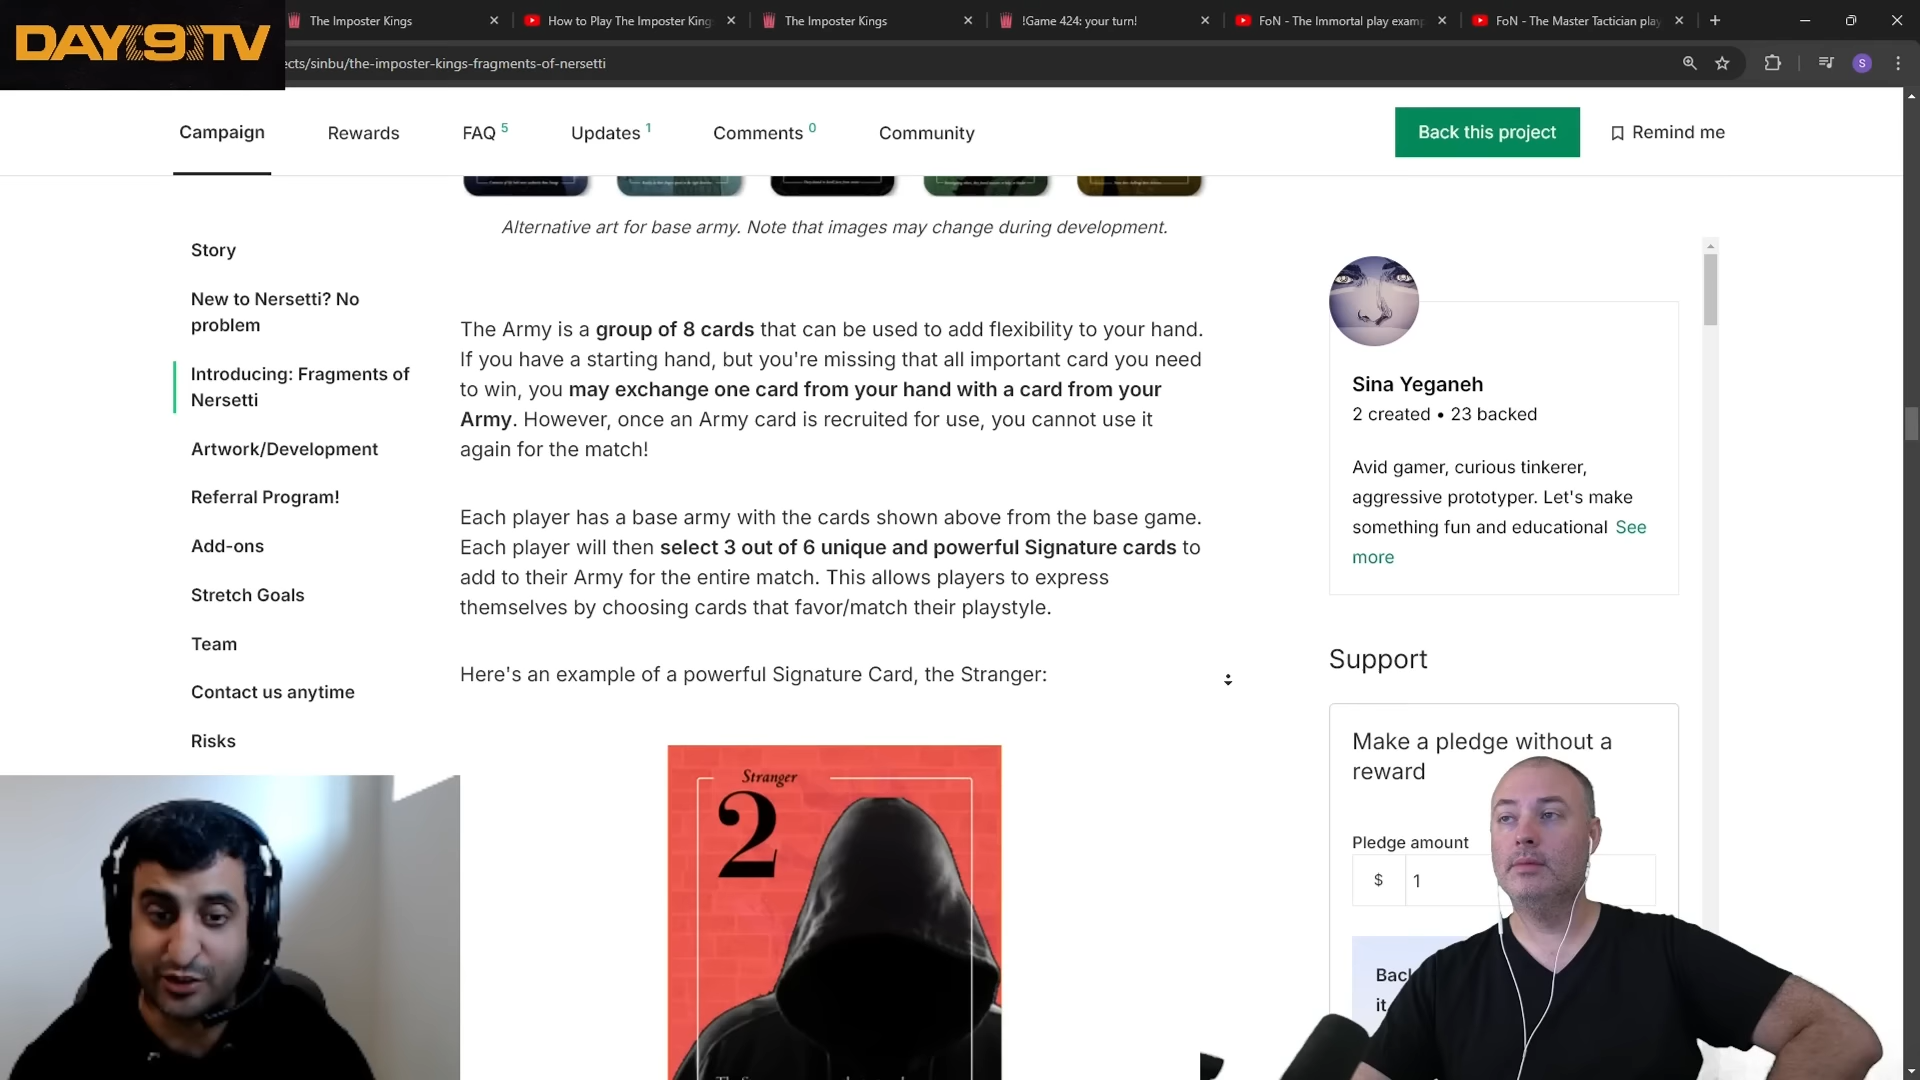 DAY[9]TV
The Imposter Kings
How to Play The Imposter King
The Imposter Kings
!Game 424: your turn!
FoN - The Immortal play exam
FoN - The Master Tactician pla
ects/sinbu/the-imposter-kings-fragments-of-nersetti
S
Campaign
Rewards
FAQ 5
Updates 1
Comments 0
Community
Back this project
Remind me
Alternative art for base army. Note that images may change during development.
Story
New to Nersetti? No
problem
Introducing: Fragments of
Nersetti
Artwork/Development
Referral Program!
Add-ons
Stretch Goals
Team
Contact us anytime
Risks
The Army is a group of 8 cards that can be used to add flexibility to your hand.
If you have a starting hand, but you're missing that all important card you need
to win, you may exchange one card from your hand with a card from your
Army. However, once an Army card is recruited for use, you cannot use it
again for the match!
Each player has a base army with the cards shown above from the base game.
Each player will then select 3 out of 6 unique and powerful Signature cards to
add to their Army for the entire match. This allows players to express
themselves by choosing cards that favor/match their playstyle.
Here's an example of a powerful Signature Card, the Stranger:
Stranger
2
Sina Yeganeh
2 created • 23 backed
Avid gamer, curious tinkerer,
aggressive prototyper. Let's make
something fun and educational See
more
Support
Make a pledge without a
reward
Pledge amount
$ 1
Back
it